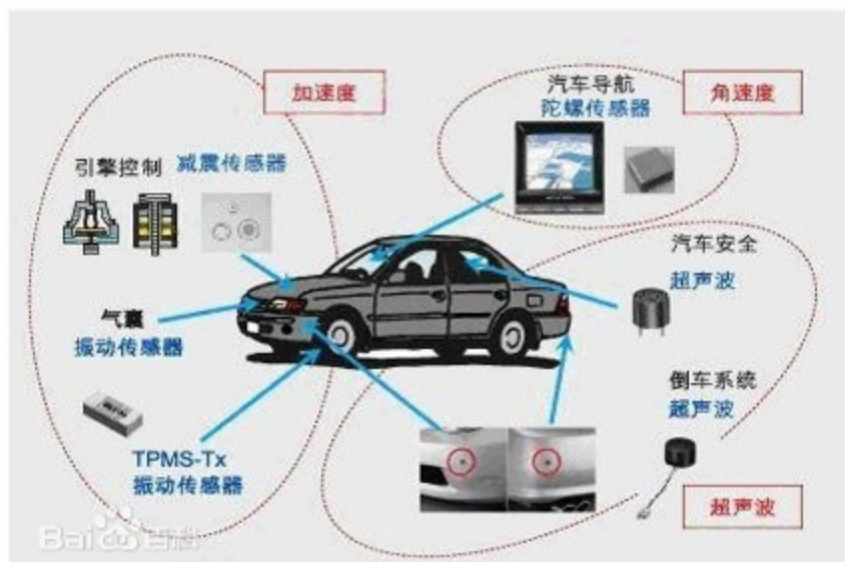 加速度
引擎控制
减震传感器
气囊
振动传感器
TPMS-Tx
振动传感器
汽车导航
陀螺传感器
角速度
汽车安全
超声波
倒车系统
超声波
超声波
Bai百科